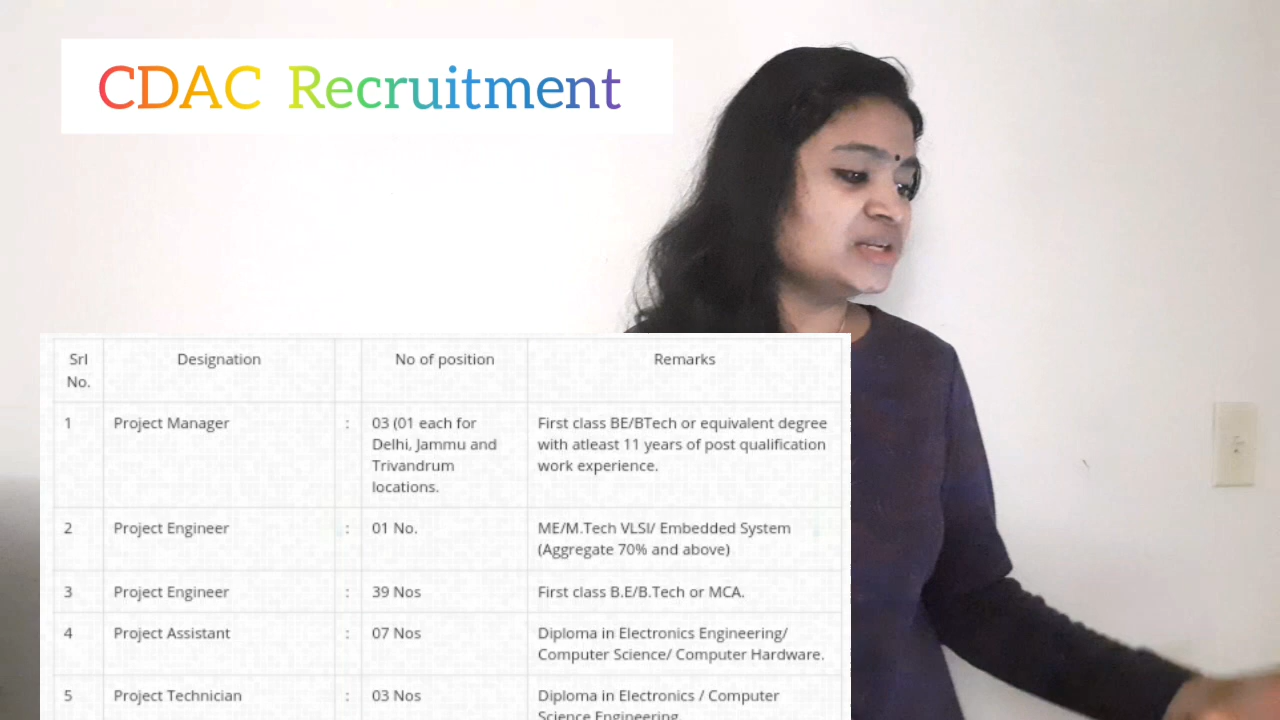 CDAC Recruitment
Srl No. Designation No of position Remarks
1 Project Manager : 03 (01 each for Delhi, Jammu and Trivandrum locations. First class BE/BTech or equivalent degree with atleast 11 years of post qualification work experience.
2 Project Engineer : 01 No. ME/M.Tech VLSI/ Embedded System (Aggregate 70% and above)
3 Project Engineer : 39 Nos First class B.E/B.Tech or MCA.
4 Project Assistant : 07 Nos Diploma in Electronics Engineering/ Computer Science/ Computer Hardware.
5 Project Technician : 03 Nos Diploma in Electronics / Computer Science Engineering.